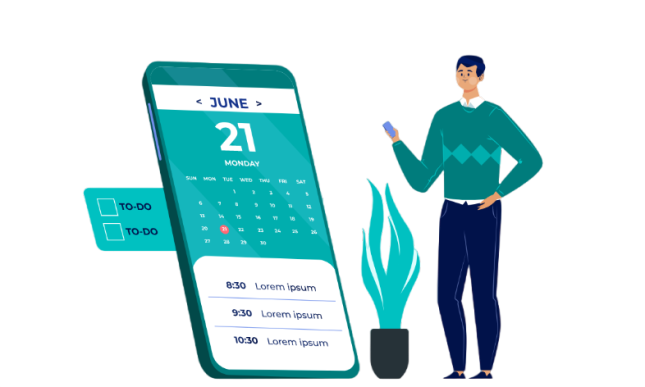 < JUNE >
21
MONDAY
SUN MON TUE WED THU FRI SAT
1 2 3 4 5
6 7 8 9 10 11 12
13 14 15 16 17 18 19
20 21 22 23 24 25 26
27 28 29 30
TO-DO
TO-DO
8:30 Lorem ipsum
9:30 Lorem ipsum
10:30 Lorem ipsum